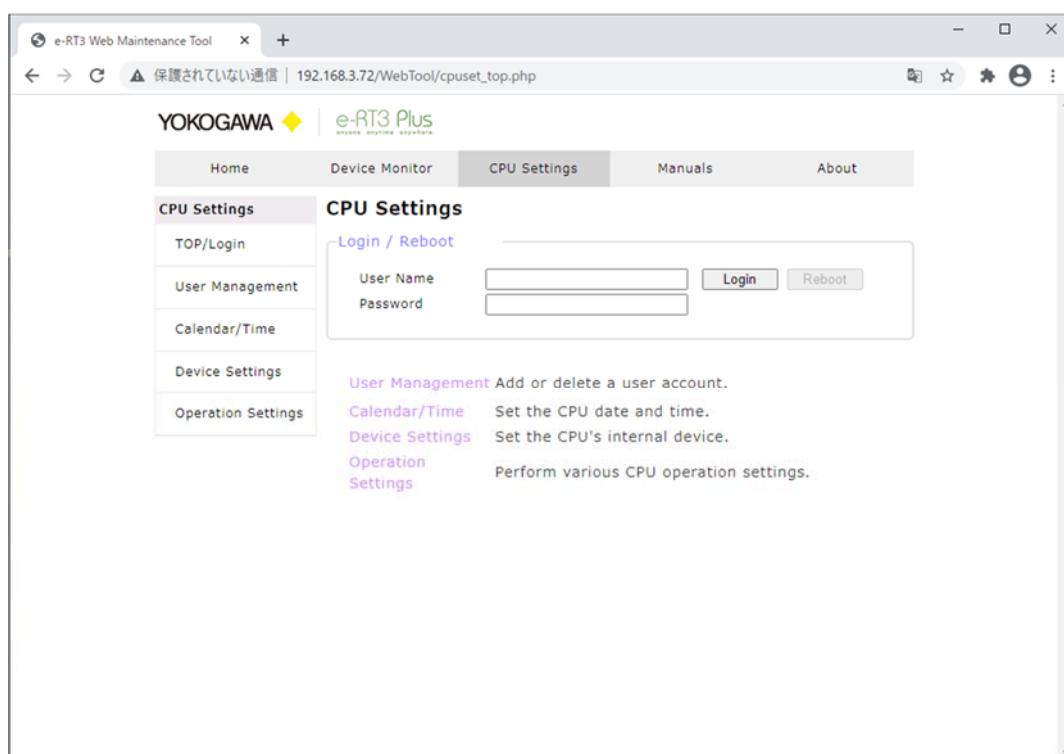 e-RT3 Web Maintenance Tool
保護されていない通信 | 192.168.3.72/WebTool/cpuset_top.php
YOKOGAWA
e-RT3 Plus
anyone anytime anywhere
Home Device Monitor CPU Settings Manuals About
CPU Settings
TOP/Login
User Management
Calendar/Time
Device Settings
Operation Settings
CPU Settings
Login / Reboot
User Name Login Reboot
Password
User Management Add or delete a user account.
Calendar/Time Set the CPU date and time.
Device Settings Set the CPU's internal device.
Operation Settings Perform various CPU operation settings.